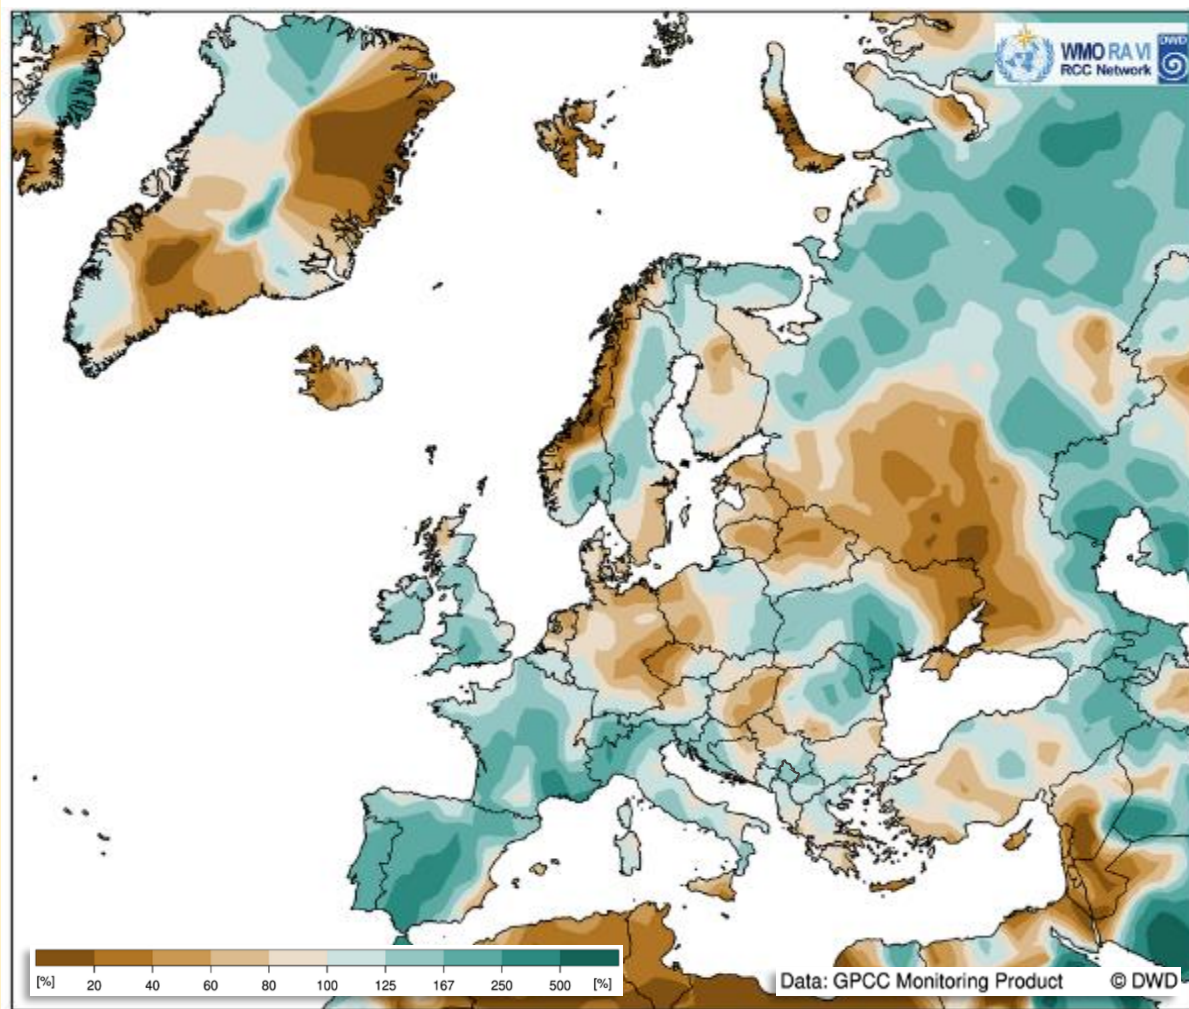 WMO RA VI
RCC Network
DWD
[%] 20 40 60 80 100 125 167 250 500 [%]
Data: GPCC Monitoring Product © DWD